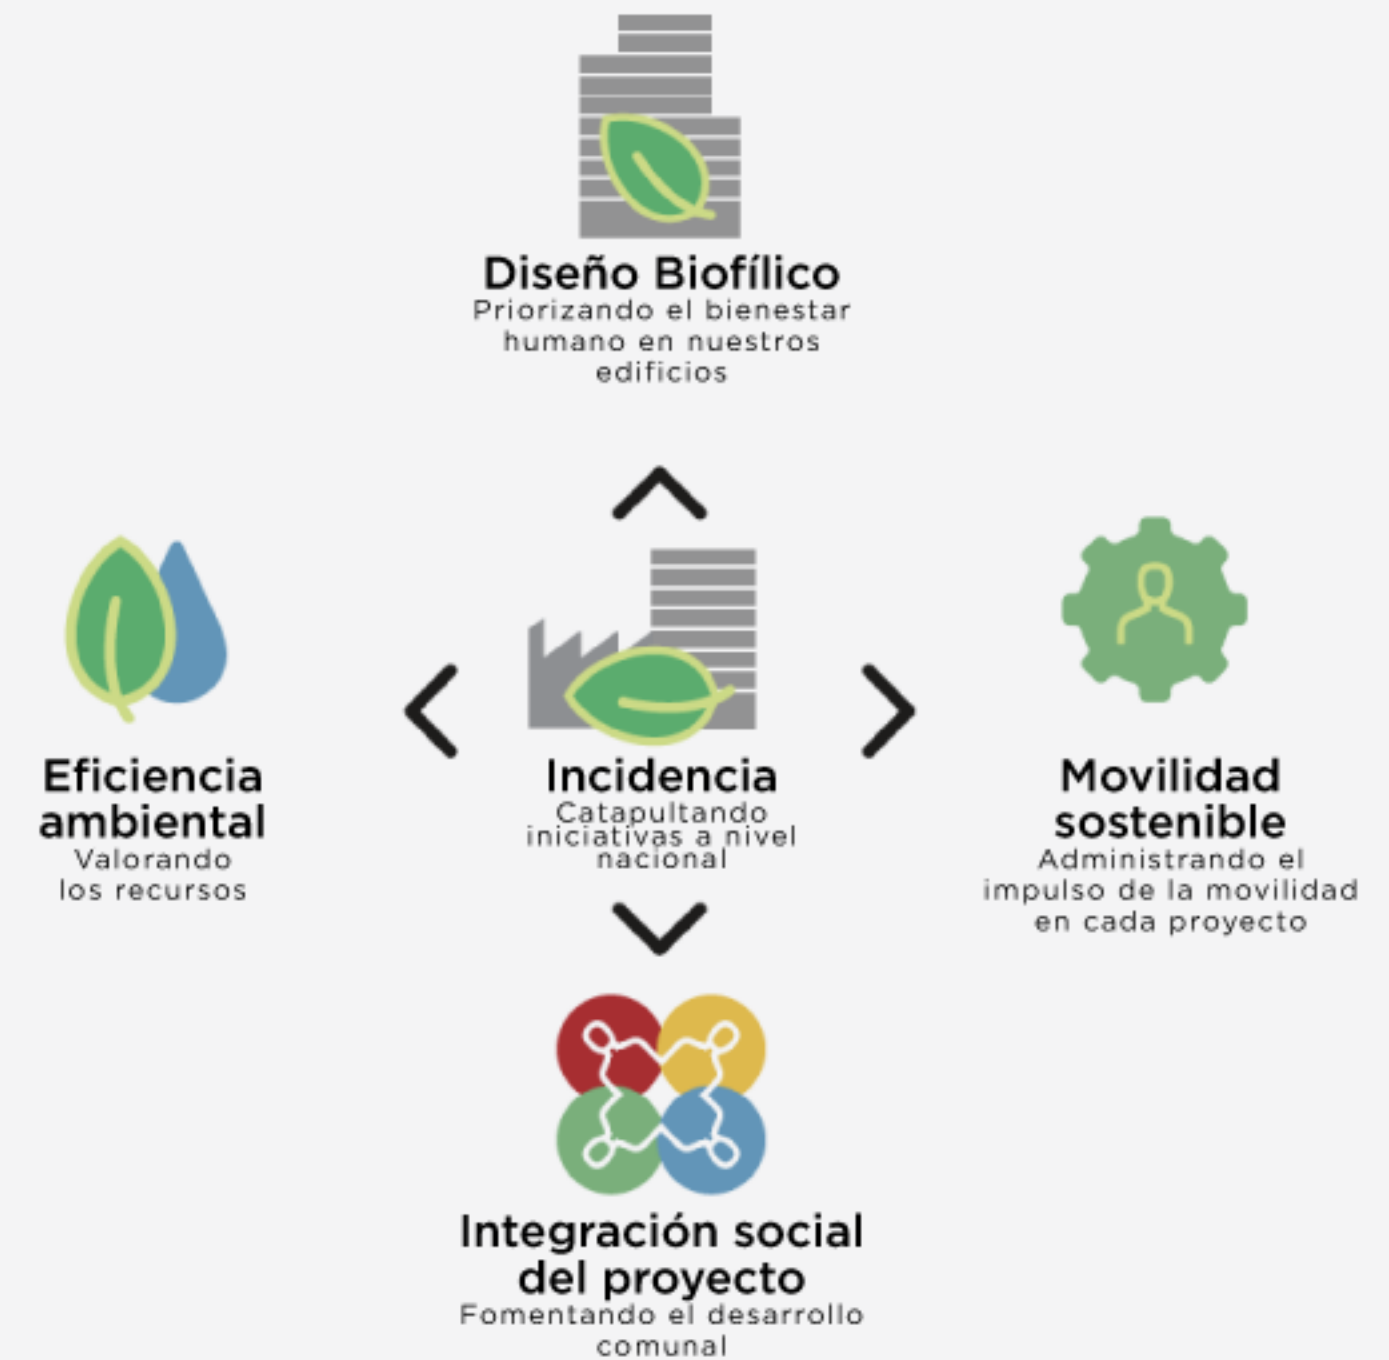 Diseño Biofílico
Priorizando el bienestar
humano en nuestros
edificios
Eficiencia
ambiental
Valorando
los recursos
Incidencia
Catapultando
iniciativas a nivel
nacional
Movilidad
sostenible
Administrando el
impulso de la movilidad
en cada proyecto
Integración social
del proyecto
Fomentando el desarrollo
comunal